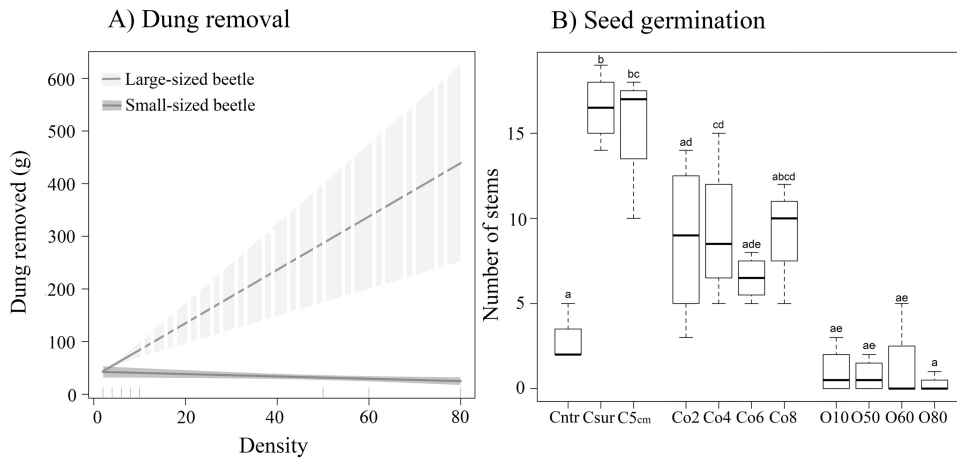 A) Dung removal
Large-sized beetle
Small-sized beetle
Dung removed (g)
600
500
400
300
200
100
0
0 20 40 60 80
Density
B) Seed germination
Number of stems
15
10
5
0
a b bc ad cd ade abcd ae ae ae a
Cntr Csur C5cm Co2 Co4 Co6 Co8 O10 O50 O60 O80